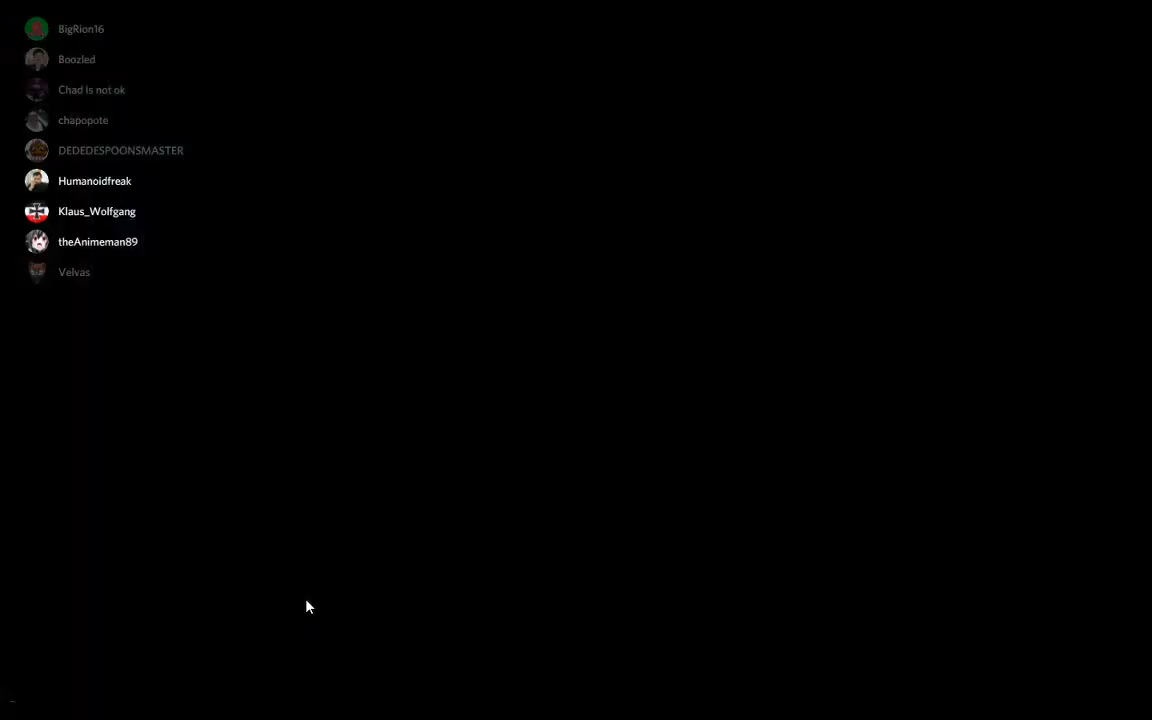 BigRion16
Boozled
Chad is not ok
chapopote
DEDEDESPOONSMASTER
Humanoidfreak
Klaus_Wolfgang
theAnimeman89
Velvas